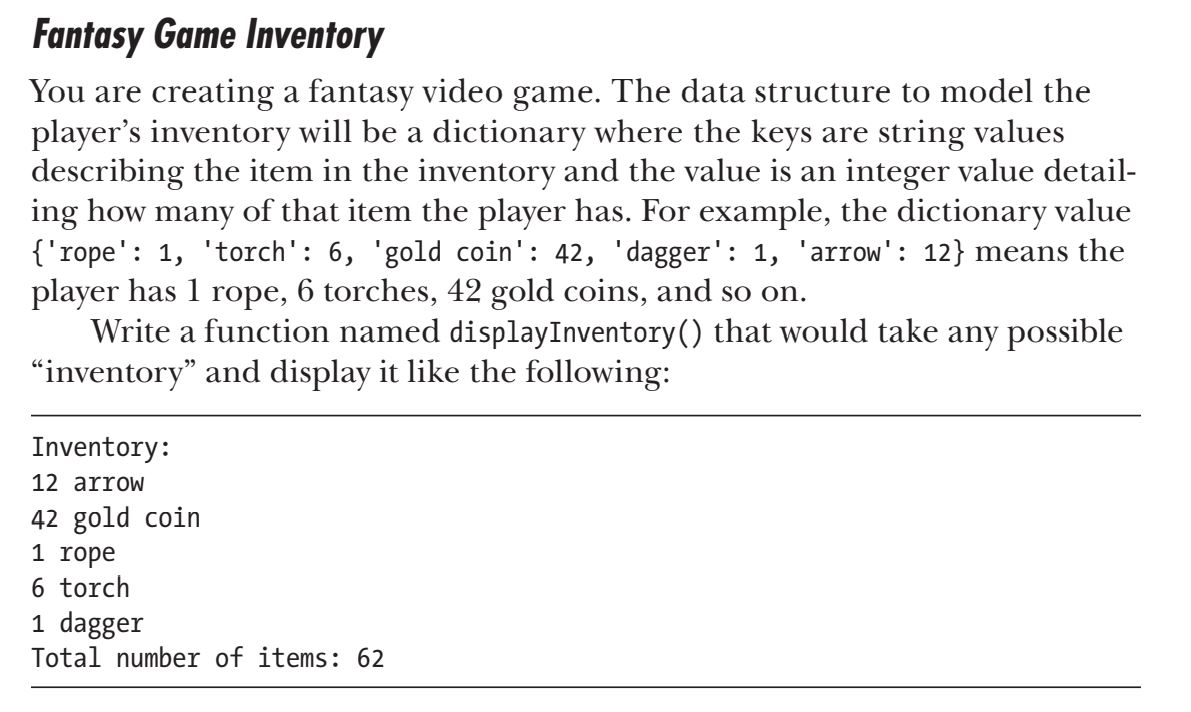 Fantasy Game Inventory
You are creating a fantasy video game. The data structure to model the
player’s inventory will be a dictionary where the keys are string values
describing the item in the inventory and the value is an integer value detail-
ing how many of that item the player has. For example, the dictionary value
{'rope': 1, 'torch': 6, 'gold coin': 42, 'dagger': 1, 'arrow': 12} means the
player has 1 rope, 6 torches, 42 gold coins, and so on.
Write a function named displayInventory() that would take any possible
“inventory” and display it like the following:
Inventory:
12 arrow
42 gold coin
1 rope
6 torch
1 dagger
Total number of items: 62